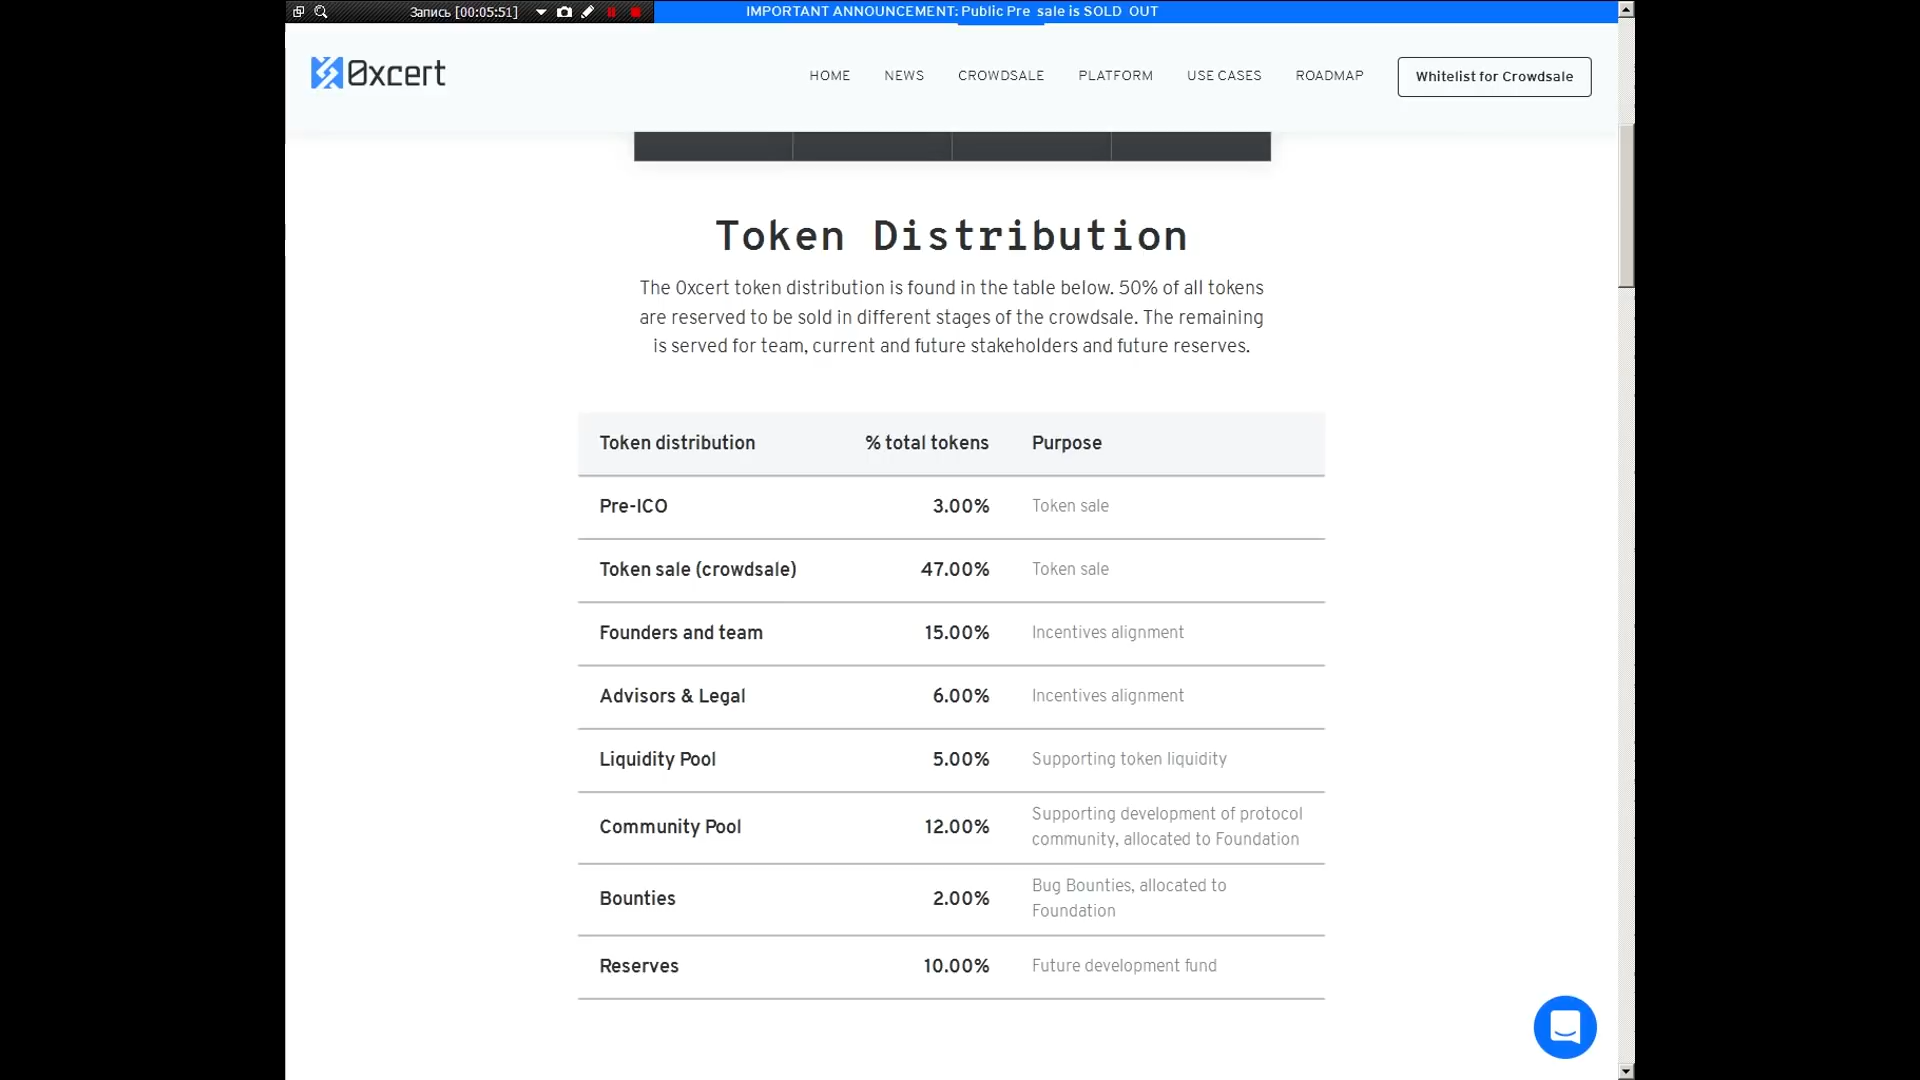 Запись [00:05:51]
IMPORTANT ANNOUNCEMENT: Public Pre sale is SOLD OUT
0xcert
HOME NEWS CROWDSALE PLATFORM USE CASES ROADMAP Whitelist for Crowdsale
Token Distribution
The 0xcert token distribution is found in the table below. 50% of all tokens
are reserved to be sold in different stages of the crowdsale. The remaining
is served for team, current and future stakeholders and future reserves.
Token distribution % total tokens Purpose
Pre-ICO 3.00% Token sale
Token sale (crowdsale) 47.00% Token sale
Founders and team 15.00% Incentives alignment
Advisors & Legal 6.00% Incentives alignment
Liquidity Pool 5.00% Supporting token liquidity
Community Pool 12.00% Supporting development of protocol
community, allocated to Foundation
Bounties 2.00% Bug Bounties, allocated to
Foundation
Reserves 10.00% Future development fund